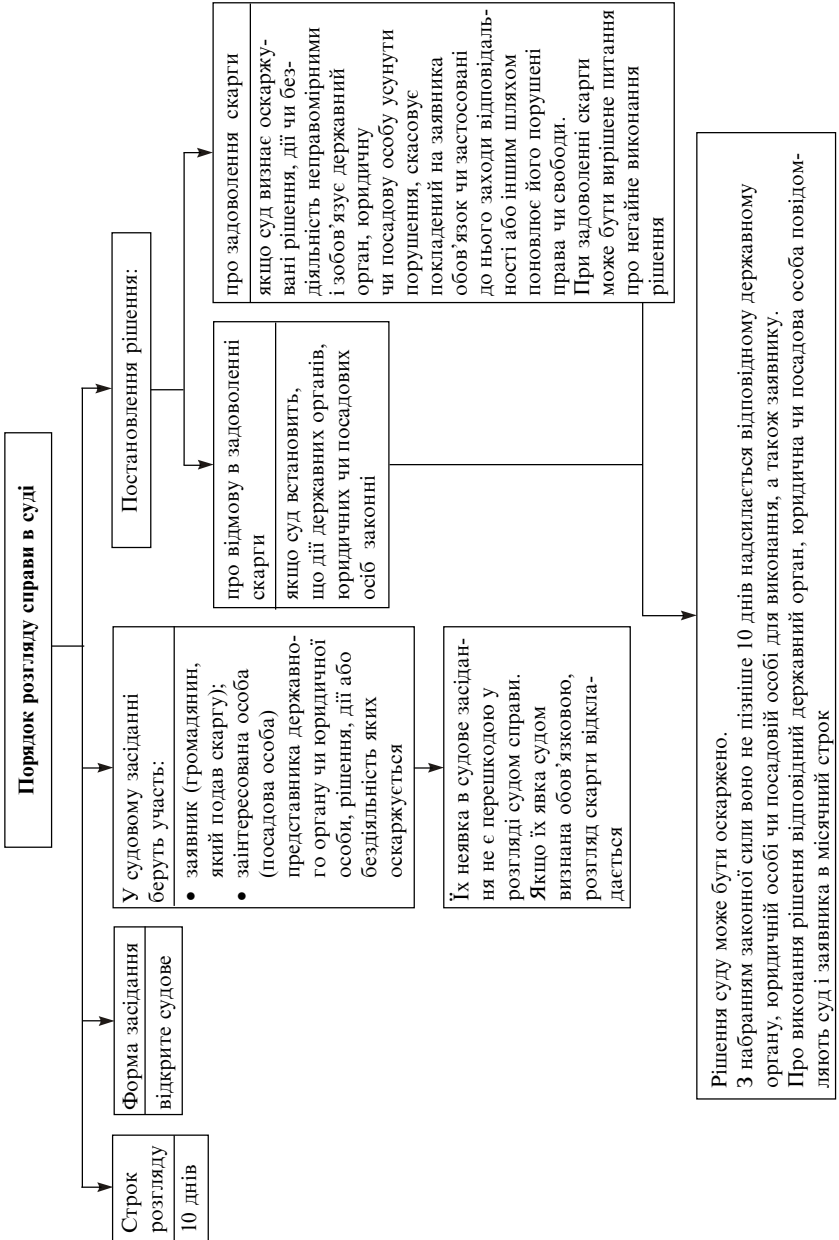 Порядок розгляду справи в суді
Строк
розгляду
10 днів
Форма засідання
відкрите судове
У судовому засіданні
беруть участь:
• заявник (громадянин,
який подав скаргу);
• заінтересована особа
(посадова особа)
представника державно-
го органу чи юридичної
особи, рішення, дії або
бездіяльність яких
оскаржується
Їх неявка в судове засідан-
ня не є перешкодою у
розгляді судом справи.
Якщо їх явка судом
визнана обов’язковою,
розгляд скарги відкла-
дається
Постановлення рішення:
про відмову в задоволенні
скарги
якщо суд встановить,
що дії державних органів,
юридичних чи посадових
осіб законні
про задоволення скарги
якщо суд визнає оскаржу-
вані рішення, дії чи без-
діяльність неправомірними
і зобов’язує державний
орган, юридичну
чи посадову особу усунути
порушення, скасовує
покладений на заявника
обов’язок чи застосовані
до нього заходи відповідаль-
ності або іншим шляхом
поновлює його порушені
права чи свободи.
При задоволенні скарги
може бути вирішене питання
про негайне виконання
рішення
Рішення суду може бути оскаржено.
З набранням законної сили воно не пізніше 10 днів надсилається відповідному державному
органу, юридичній особі чи посадовій особі для виконання, а також заявнику.
Про виконання рішення відповідний державний орган, юридична чи посадова особа повідом-
ляють суд і заявника в місячний строк